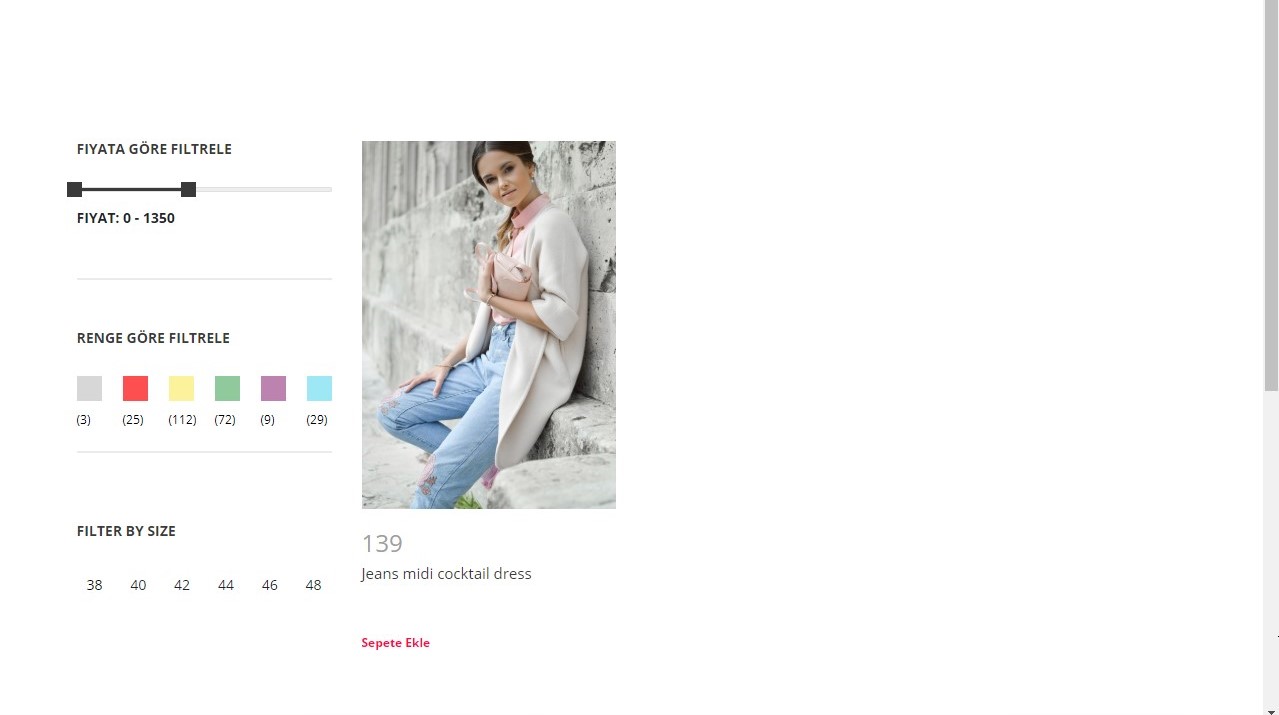 FIYATA GÖRE FILTRELE
FIYAT: 0 - 1350
RENGE GÖRE FILTRELE
(3) (25) (112) (72) (9) (29)
FILTER BY SIZE
38 40 42 44 46 48
139
Jeans midi cocktail dress
Sepete Ekle